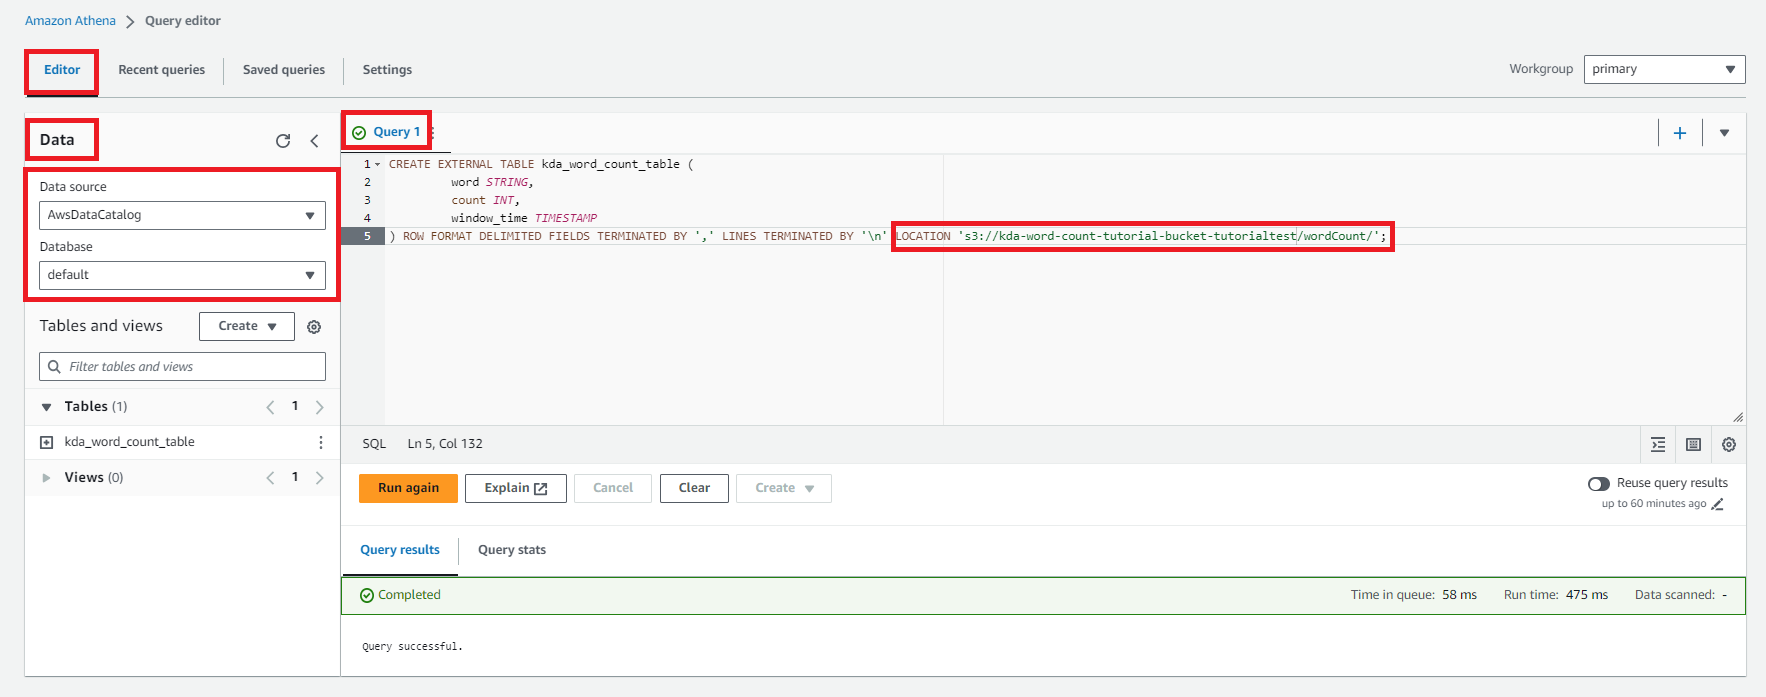 Amazon Athena > Query editor
Editor Recent queries Saved queries Settings
Workgroup primary
Data
Data source
AwsDataCatalog
Database
default
Tables and views Create
Filter tables and views
Tables (1) 1
kda_word_count_table
Views (0) 1
Query 1
1 CREATE EXTERNAL TABLE kda_word_count_table (
2 word STRING,
3 count INT,
4 window_time TIMESTAMP
5 ) ROW FORMAT DELIMITED FIELDS TERMINATED BY ',' LINES TERMINATED BY '\n' LOCATION 's3://kda-word-count-tutorial-bucket-tutorialtest/wordCount/';
SQL Ln 5, Col 132
Run again Explain Cancel Clear Create
Reuse query results
up to 60 minutes ago
Query results Query stats
Completed Time in queue: 58 ms Run time: 475 ms Data scanned: -
Query successful.